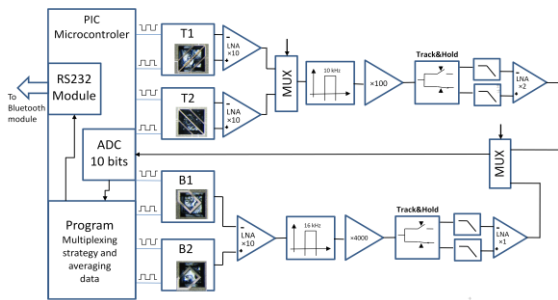 PIC
Microcontroler
RS232
Module
To
Bluetooth
module
ADC
10 bits
Program
Multiplexing
strategy and
averaging
data
T1
LNA
×10
T2
LNA
×10
MUX
10 kHz
×100
Track&Hold
LNA
×2
MUX
B1
B2
LNA
×10
16 kHz
×4000
Track&Hold
LNA
×1